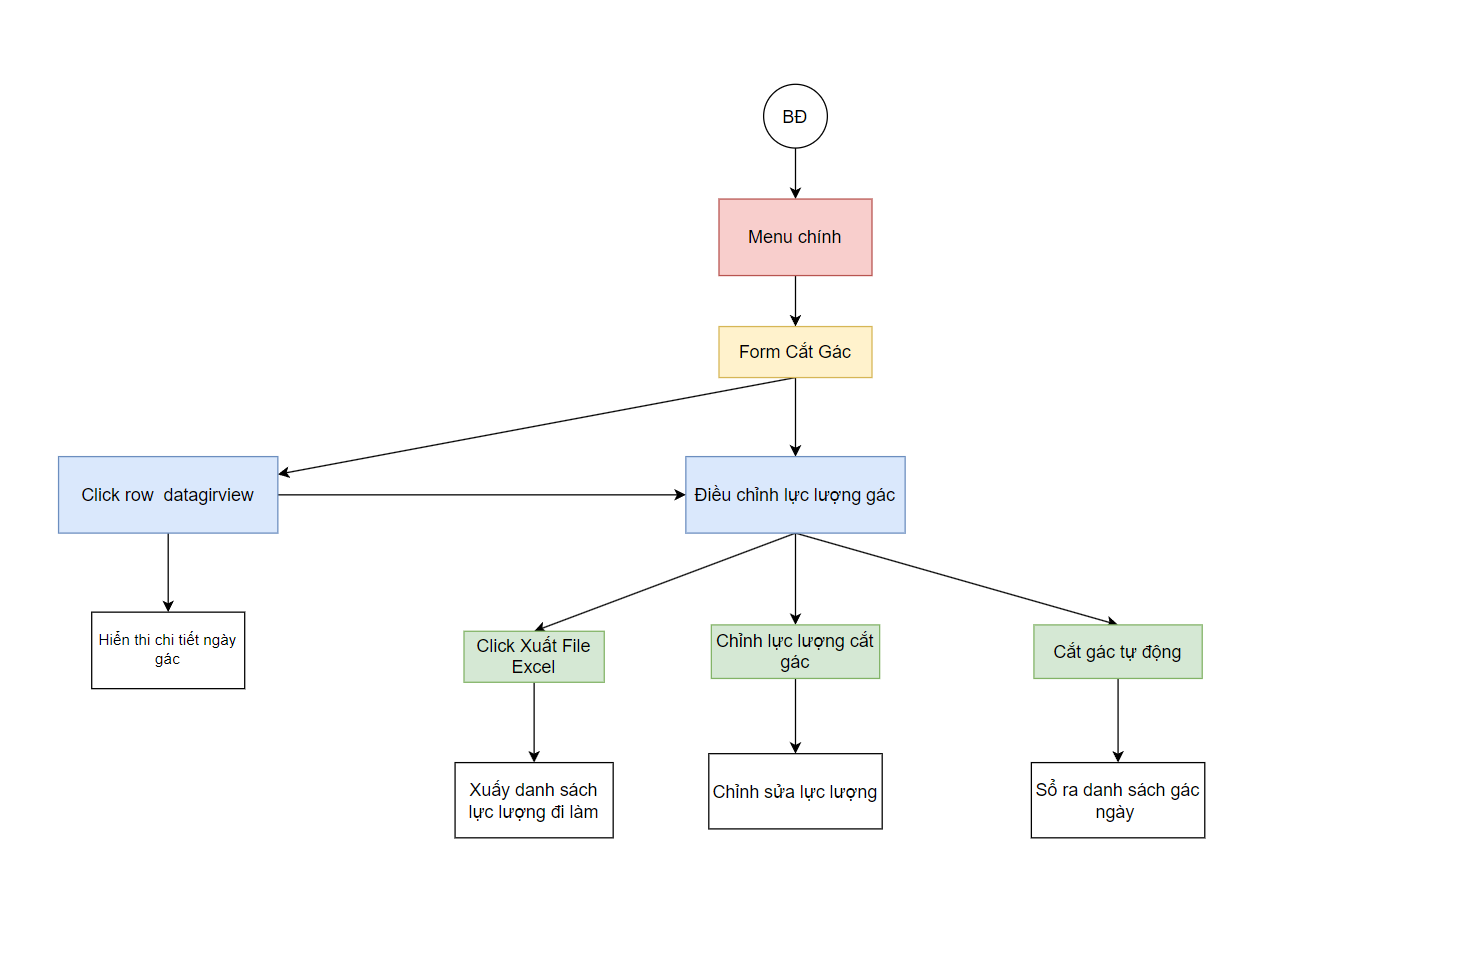 BĐ
Menu chính
Form Cắt Gác
Click row  datagirview
Điều chỉnh lực lượng gác
Hiển thi chi tiết ngày
gác
Click Xuất File
Excel
Chỉnh lực lượng cắt
gác
Cắt gác tự động
Xuấy danh sách
lực lượng đi làm
Chỉnh sửa lực lượng
Sổ ra danh sách gác
ngày